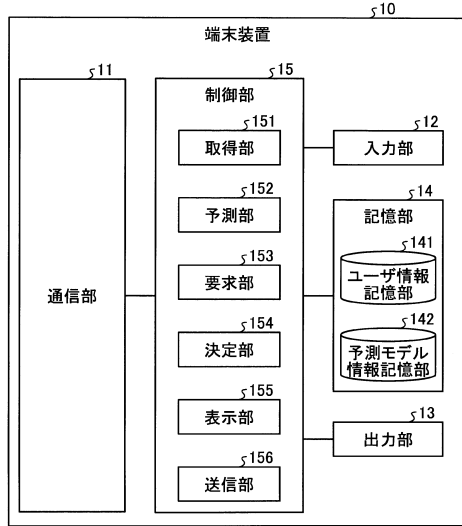 10
端末装置
11
通信部
15
制御部
151
取得部
152
予測部
153
要求部
154
決定部
155
表示部
156
送信部
12
入力部
14
記憶部
141
ユーザ情報
記憶部
142
予測モデル
情報記憶部
13
出力部